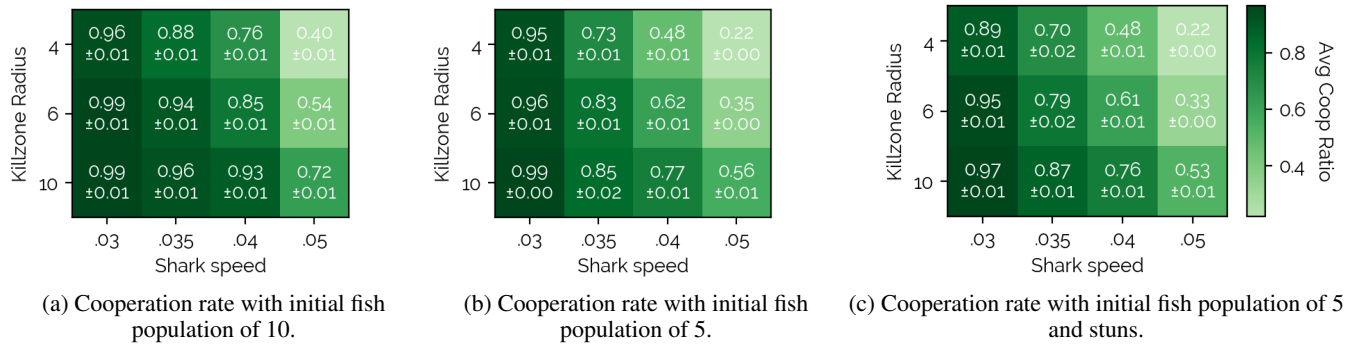 Killzone Radius
4
6
10
0.96 0.88 0.76 0.40
±0.01 ±0.01 ±0.01 ±0.01
0.99 0.94 0.85 0.54
±0.01 ±0.01 ±0.01 ±0.01
0.99 0.96 0.93 0.72
±0.01 ±0.01 ±0.01 ±0.01
.03 .035 .04 .05
Shark speed
(a) Cooperation rate with initial fish
population of 10.
Killzone Radius
4
6
10
0.95 0.73 0.48 0.22
±0.01 ±0.01 ±0.01 ±0.00
0.96 0.83 0.62 0.35
±0.01 ±0.01 ±0.01 ±0.00
0.99 0.85 0.77 0.56
±0.00 ±0.02 ±0.01 ±0.01
.03 .035 .04 .05
Shark speed
(b) Cooperation rate with initial fish
population of 5.
Killzone Radius
4
6
10
0.89 0.70 0.48 0.22
±0.01 ±0.02 ±0.01 ±0.00
0.95 0.79 0.61 0.33
±0.01 ±0.02 ±0.01 ±0.00
0.97 0.87 0.76 0.53
±0.01 ±0.01 ±0.01 ±0.01
.03 .035 .04 .05
Shark speed
0.8
0.6
0.4
Avg Coop Ratio
(c) Cooperation rate with initial fish population of 5
and stuns.